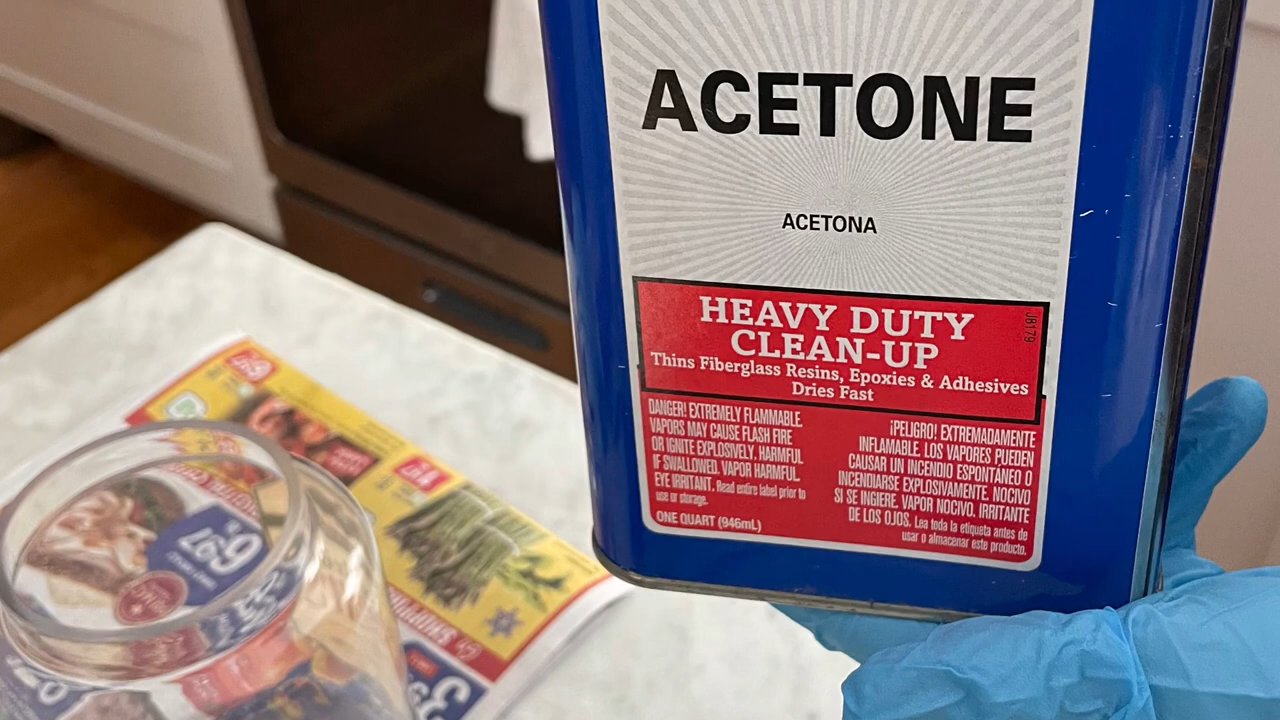 ACETONE
ACETONA
HEAVY DUTY
CLEAN-UP
Thins Fiberglass Resins, Epoxies & Adhesives
Dries Fast
J8179
DANGER! EXTREMELY FLAMMABLE.
VAPORS MAY CAUSE FLASH FIRE
OR IGNITE EXPLOSIVELY. HARMFUL
IF SWALLOWED. VAPOR HARMFUL.
EYE IRRITANT. Read entire label prior to
use or storage.
ONE QUART (946mL)
¡PELIGRO! EXTREMADAMENTE
INFLAMABLE. LOS VAPORES PUEDEN
CAUSAR UN INCENDIO ESPONTÁNEO O
INCENDIARSE EXPLOSIVAMENTE. NOCIVO
SI SE INGIERE. VAPOR NOCIVO. IRRITANTE
DE LOS OJOS. Lea toda la etiqueta antes de
usar o almacenar este producto.